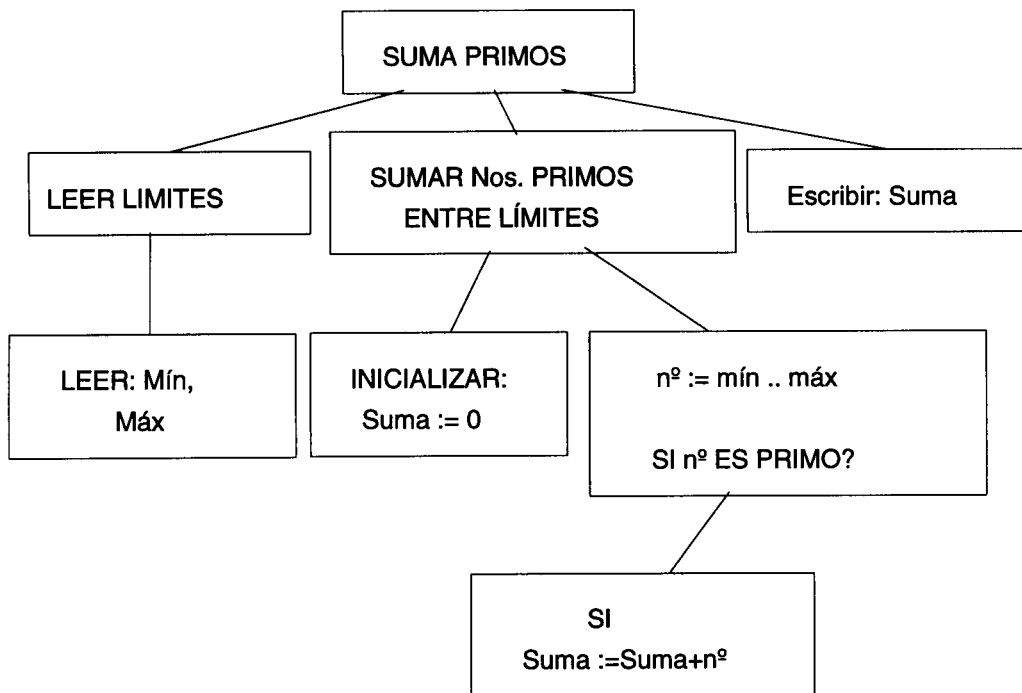 SUMA PRIMOS
LEER LIMITES
SUMAR Nos. PRIMOS
ENTRE LÍMITES
Escribir: Suma
LEER: Mín,
Máx
INICIALIZAR:
Suma := 0
nº := mín .. máx
SI nº ES PRIMO?
SI
Suma :=Suma+nº